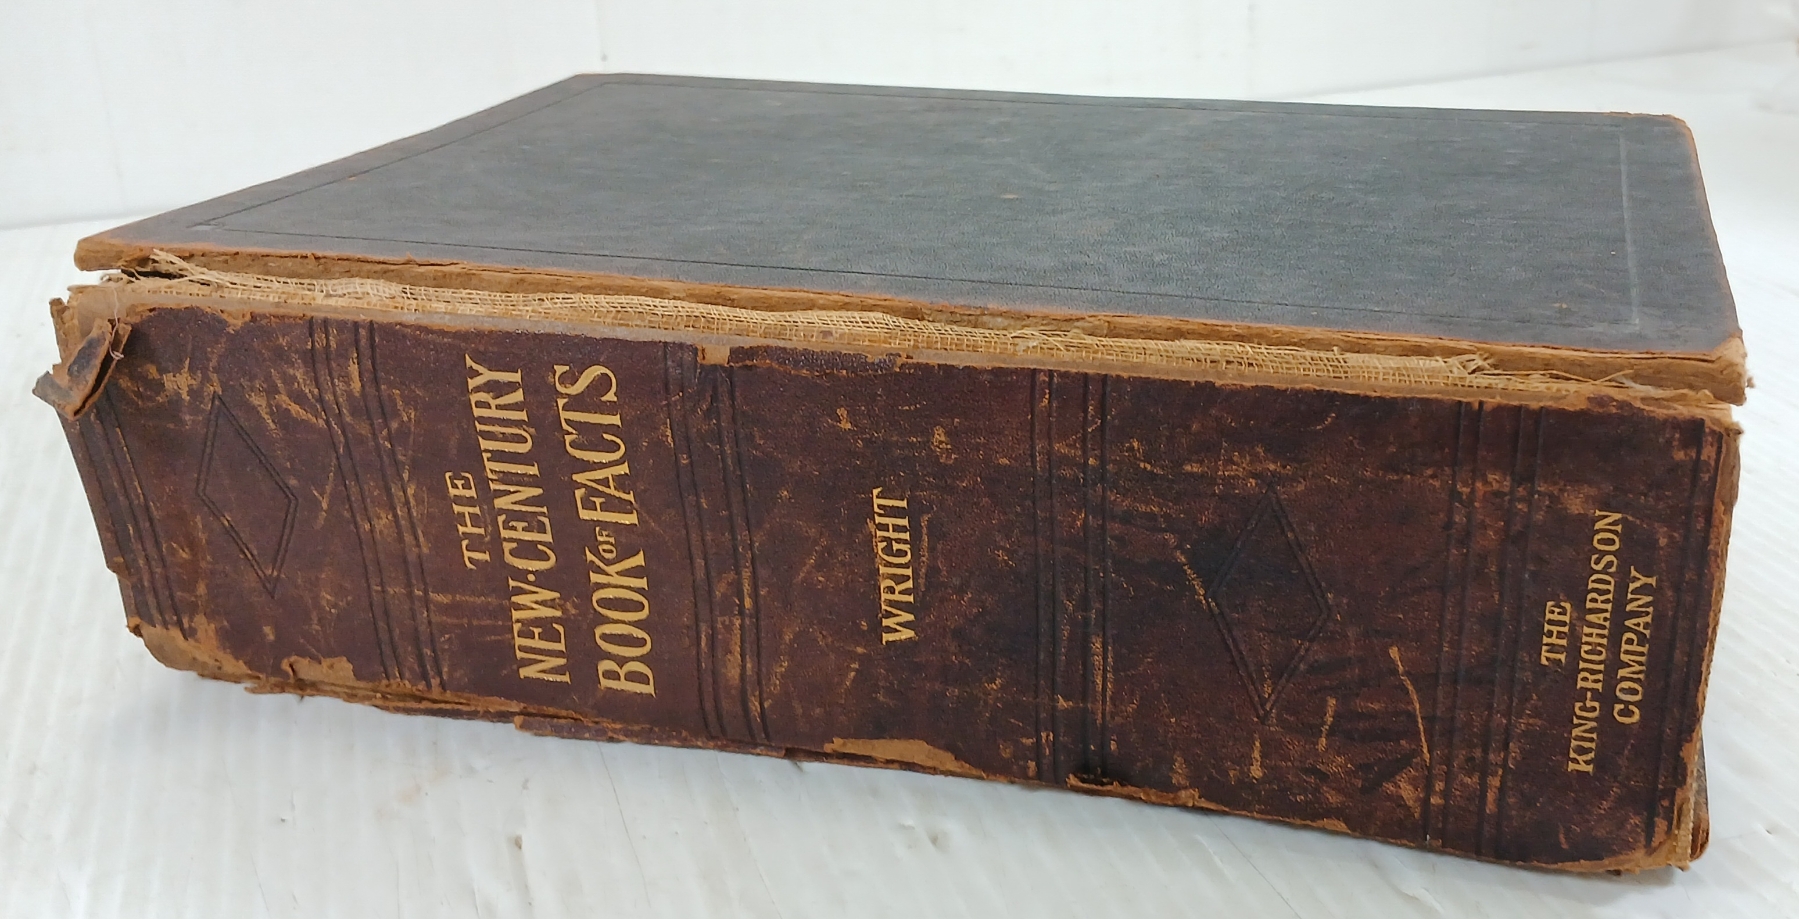 THE
NEW·CENTURY
BOOK OF FACTS
WRIGHT
THE
KING-RICHARDSON
COMPANY